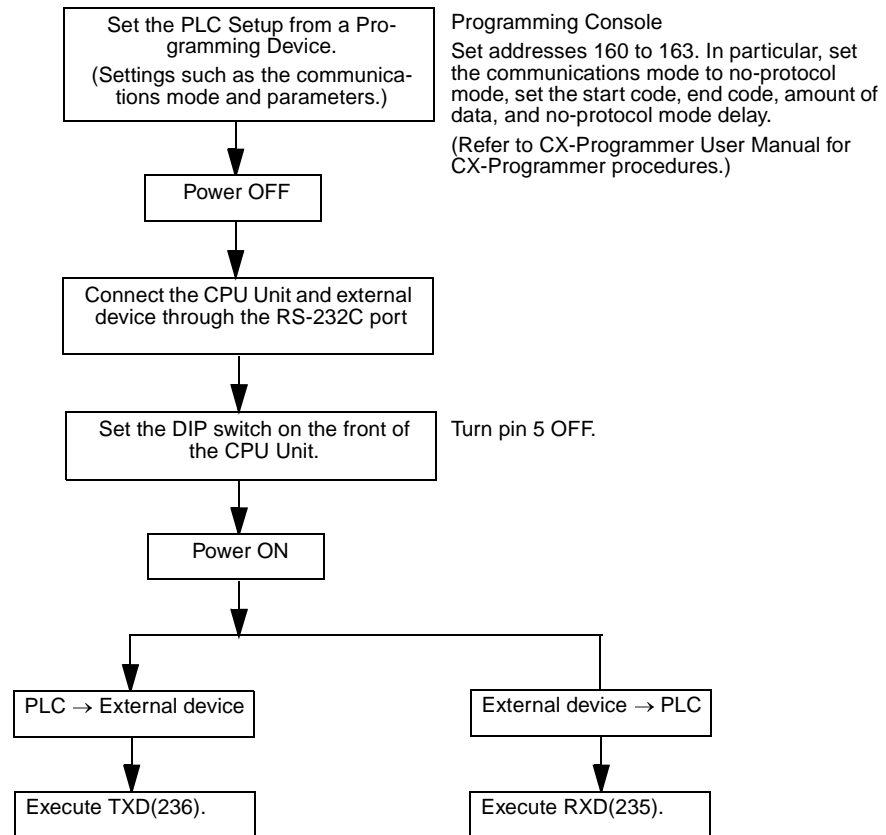 Set the PLC Setup from a Pro-
gramming Device.
(Settings such as the communica-
tions mode and parameters.)
Programming Console
Set addresses 160 to 163. In particular, set
the communications mode to no-protocol
mode, set the start code, end code, amount of
data, and no-protocol mode delay.
(Refer to CX-Programmer User Manual for
CX-Programmer procedures.)
Power OFF
Connect the CPU Unit and external
device through the RS-232C port
Set the DIP switch on the front of
the CPU Unit.
Turn pin 5 OFF.
Power ON
PLC → External device
External device → PLC
Execute TXD(236).
Execute RXD(235).